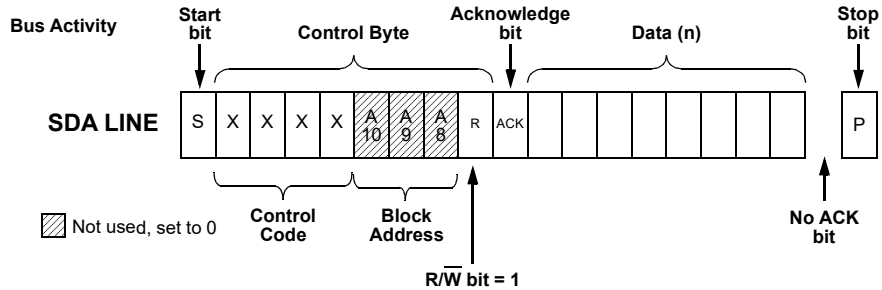 Bus Activity
Start
bit
Control Byte
Acknowledge
bit
Data (n)
Stop
bit
SDA LINE
S
X
X
X
X
A
10
A
9
A
8
R
ACK
P
Not used, set to 0
Control
Code
Block
Address
No ACK
bit
R/W̅ bit = 1